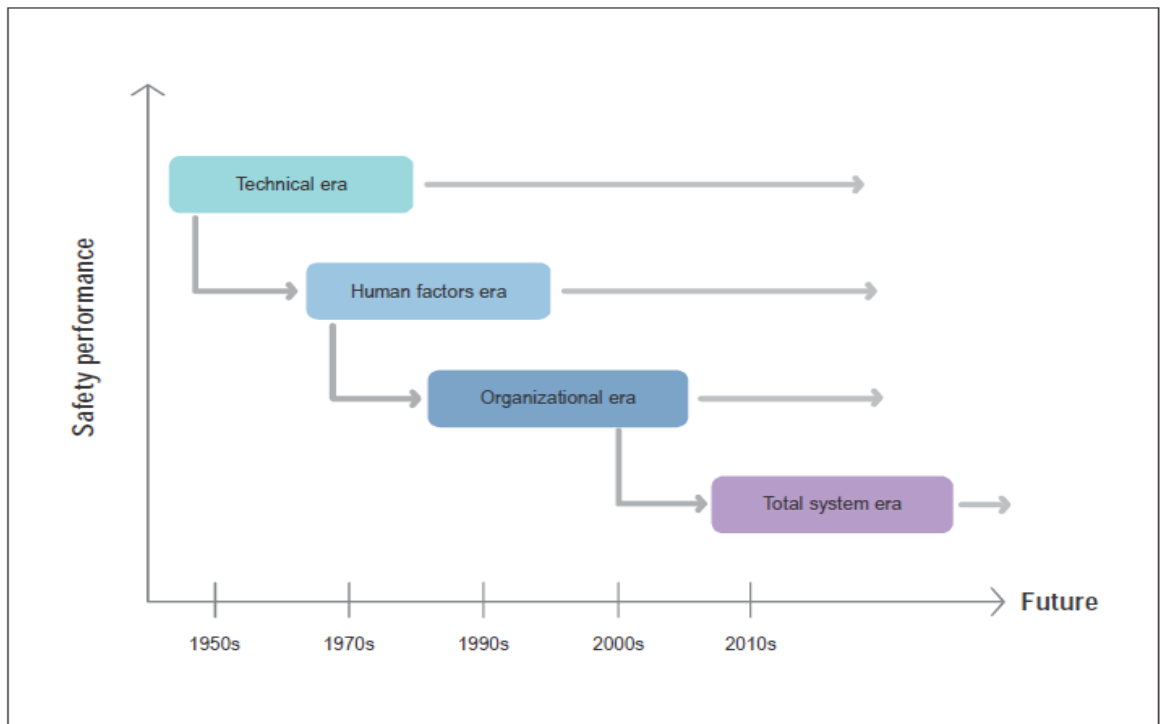 Safety performance
Technical era
Human factors era
Organizational era
Total system era
Future
1950s
1970s
1990s
2000s
2010s